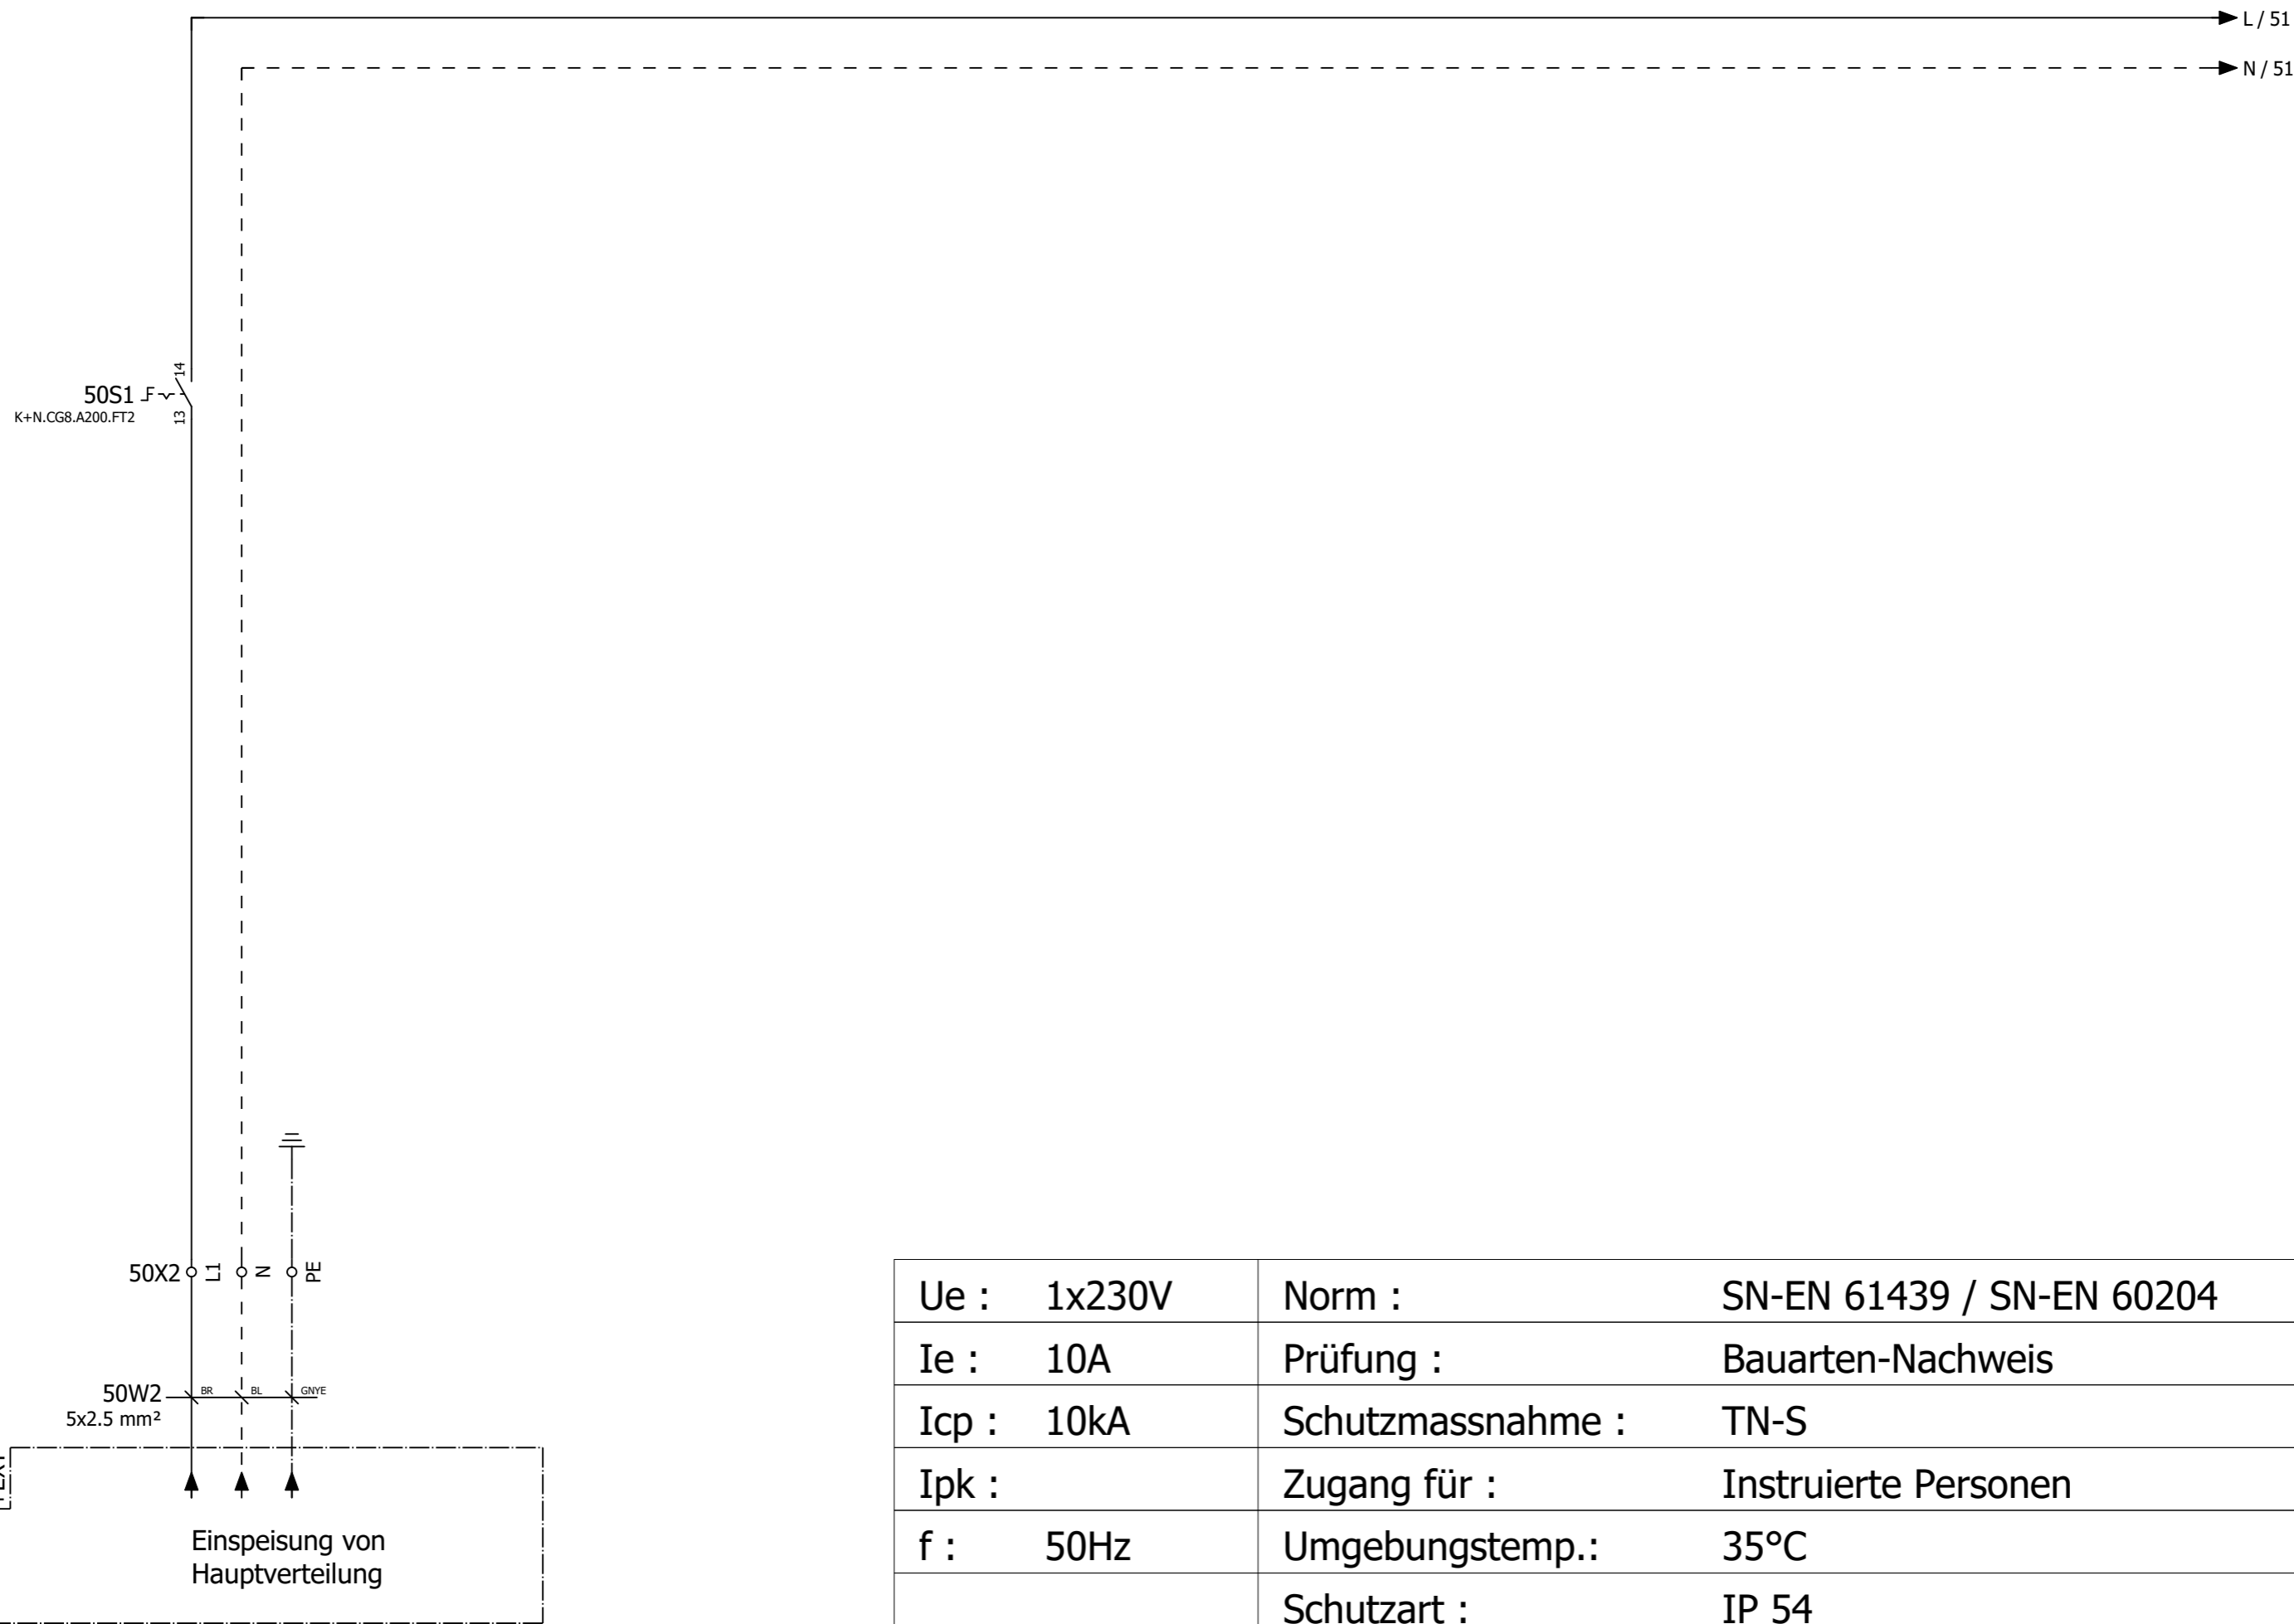 L / 51
N / 51
14
50S1
K+N.CG8.A200.FT2
13
50X2 L1 N PE
50W2 BR BL GNYE
5x2.5 mm²
Einspeisung von
Hauptverteilung
Ue : 1x230V Norm : SN-EN 61439 / SN-EN 60204
Ie : 10A Prüfung : Bauarten-Nachweis
Icp : 10kA Schutzmassnahme : TN-S
Ipk : Zugang für : Instruierte Personen
f : 50Hz Umgebungstemp.: 35°C
Schutzart : IP 54